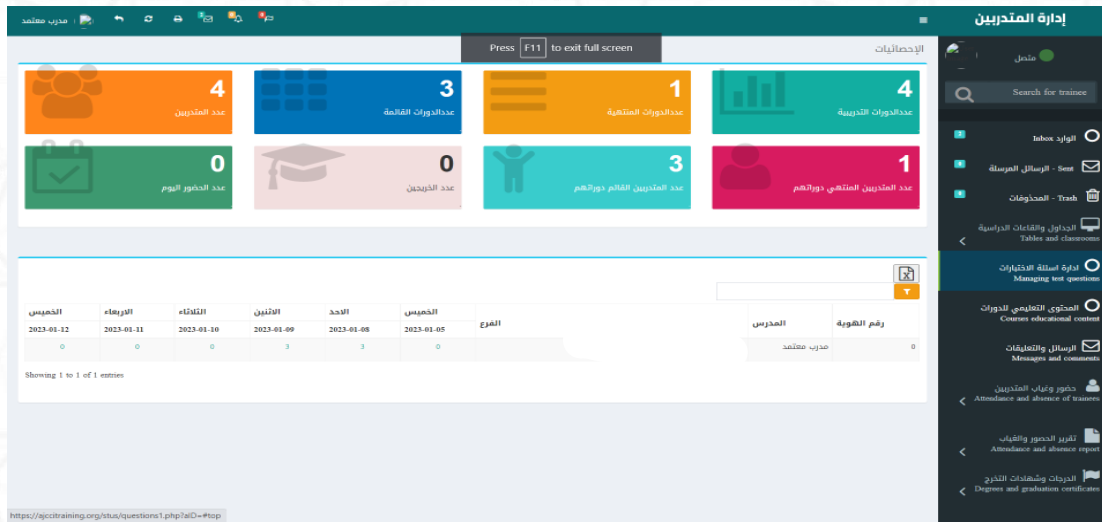 إدارة المتدربين
مدرب معتمد
3
8
9
متصل
Search for trainee
الوارد Inbox
3
Sent - الرسائل المرسلة
Trash - المحذوفات
الجداول والقاعات الدراسية
Tables and classrooms
ادارة اسئلة الاختبارات
Managing test questions
المحتوى التعليمي للدورات
Courses educational content
الرسائل والتعليقات
Messages and comments
حضور وغياب المتدربين
Attendance and absence of trainees
تقرير الحضور والغياب
Attendance and absence report
الدرجات وشهادات التخرج
Degrees and graduation certificates
الإحصائيات
Press F11 to exit full screen
4
عددالدورات التدريبية
1
عددالدورات المنتهية
3
عددالدورات القائمة
4
عدد المتدربين
1
عدد المتدربين المنتهي دوراتهم
3
عدد المتدربين القائم دوراتهم
0
عدد الخريجين
0
عدد الحضور اليوم
رقم الهوية المدرس الفرع الخميس الاحد الاثنين الثلاثاء الاربعاء الخميس
2023-01-05 2023-01-08 2023-01-09 2023-01-10 2023-01-11 2023-01-12
0 مدرب معتمد 0 3 3 0 0 0
Showing 1 to 1 of 1 entries
https://ajccitraining.org/stus/questions1.php?aID=#top